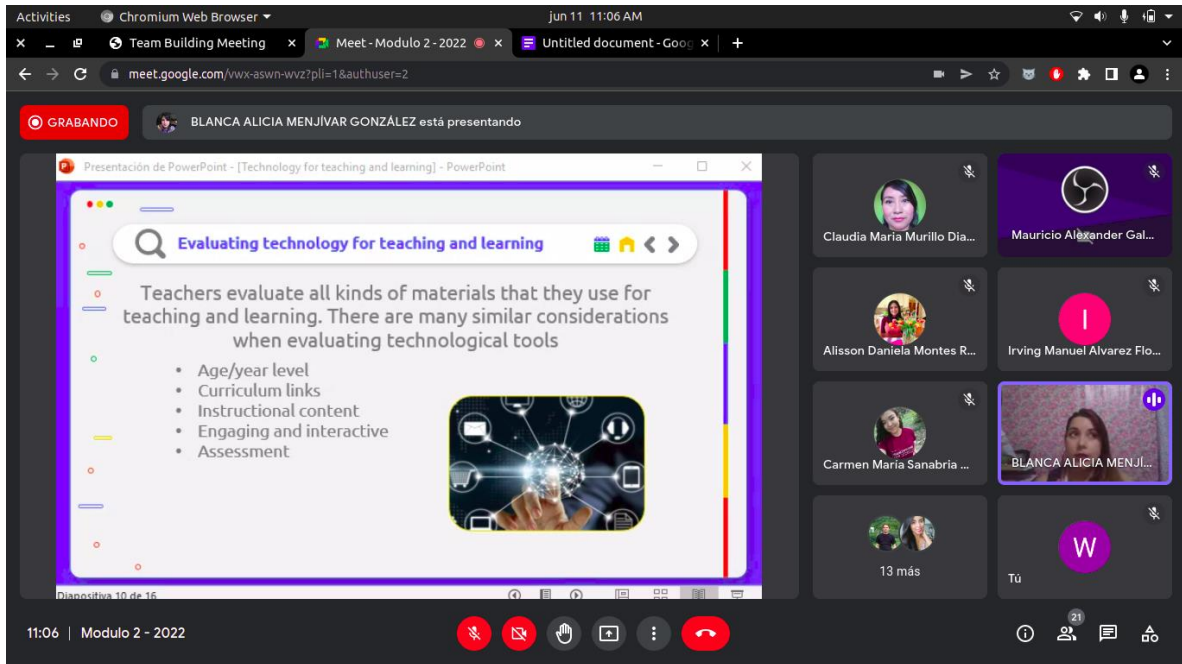 Activities
Chromium Web Browser
jun 11 11:06 AM
Team Building Meeting
Meet - Modulo 2 - 2022
Untitled document - Goog
meet.google.com/vwx-aswn-wvz?pli=1&authuser=2
GRABANDO
BLANCA ALICIA MENJÍVAR GONZÁLEZ está presentando
Presentación de PowerPoint - [Technology for teaching and learning] - PowerPoint
Evaluating technology for teaching and learning
Teachers evaluate all kinds of materials that they use for
teaching and learning. There are many similar considerations
when evaluating technological tools
• Age/year level
• Curriculum links
• Instructional content
• Engaging and interactive
• Assessment
Diapositiva 10 de 16
Claudia Maria Murillo Dia...
Mauricio Alexander Gal...
Alisson Daniela Montes R...
I
Irving Manuel Alvarez Flo...
Carmen María Sanabria ...
BLANCA ALICIA MENJÍ...
13 más
W
Tú
11:06 | Modulo 2 - 2022
21